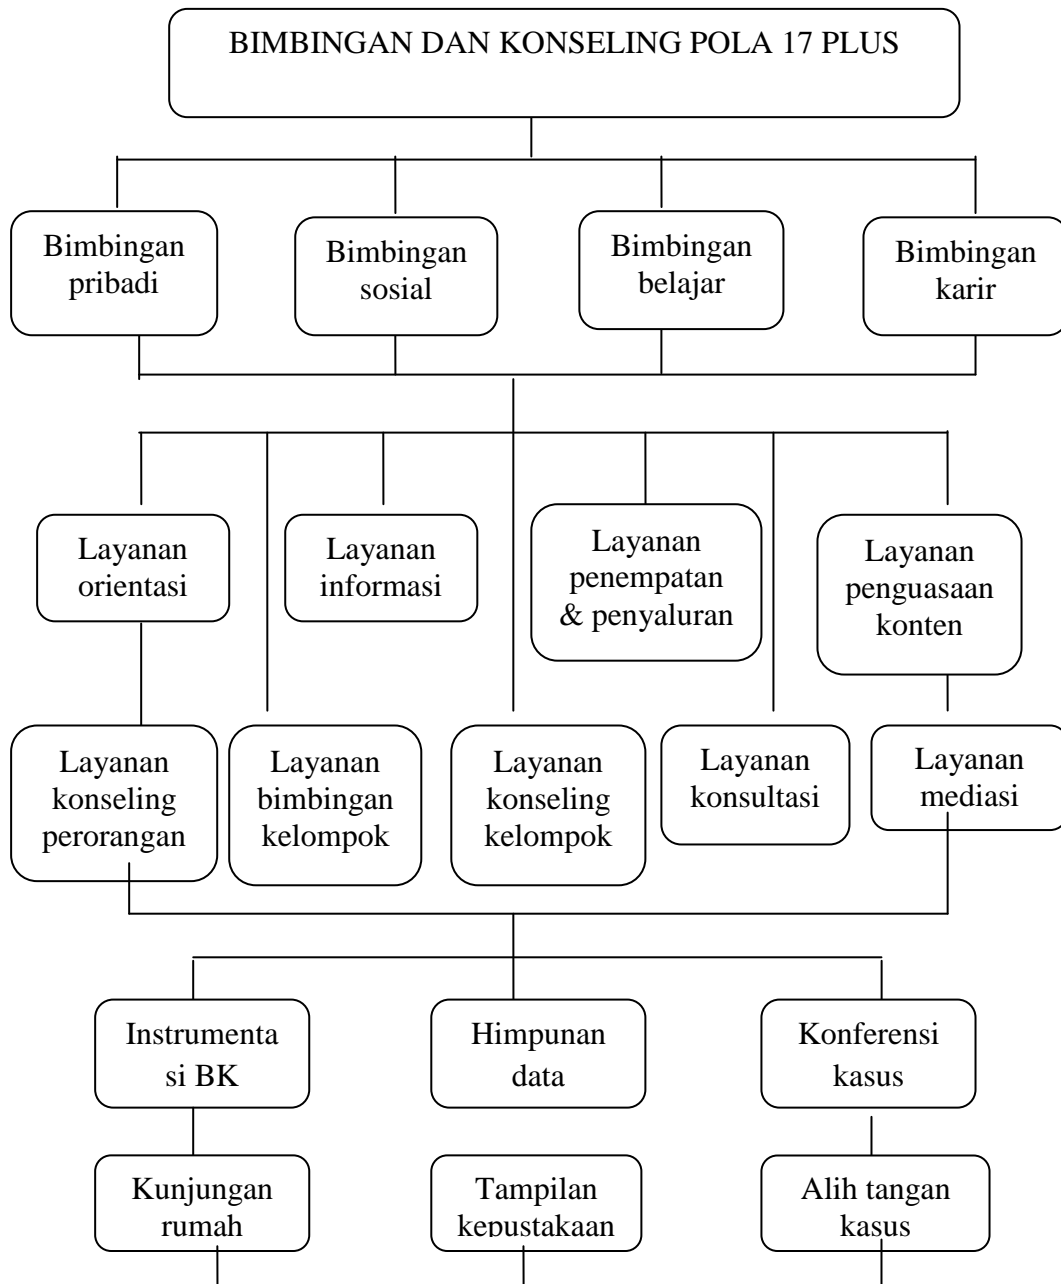 BIMBINGAN DAN KONSELING POLA 17 PLUS
Bimbingan
pribadi
Bimbingan
sosial
Bimbingan
belajar
Bimbingan
karir
Layanan
orientasi
Layanan
informasi
Layanan
penempatan
& penyaluran
Layanan
penguasaan
konten
Layanan
konseling
perorangan
Layanan
bimbingan
kelompok
Layanan
konseling
kelompok
Layanan
konsultasi
Layanan
mediasi
Instrumenta
si BK
Himpunan
data
Konferensi
kasus
Kunjungan
rumah
Tampilan
kepustakaan
Alih tangan
kasus